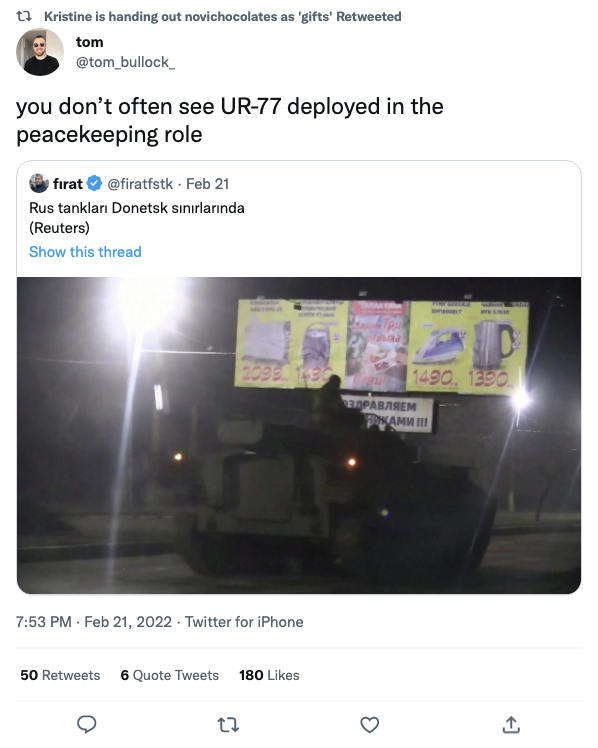 Kristine is handing out novichocolates as 'gifts' Retweeted
tom
@tom_bullock_
you don’t often see UR-77 deployed in the
peacekeeping role
fırat @firatfstk · Feb 21
Rus tankları Donetsk sınırlarında
(Reuters)
Show this thread
1490 1390
ЗДРАВЛЯЕМ
НИКАМИ !!!
7:53 PM · Feb 21, 2022 · Twitter for iPhone
50 Retweets 6 Quote Tweets 180 Likes